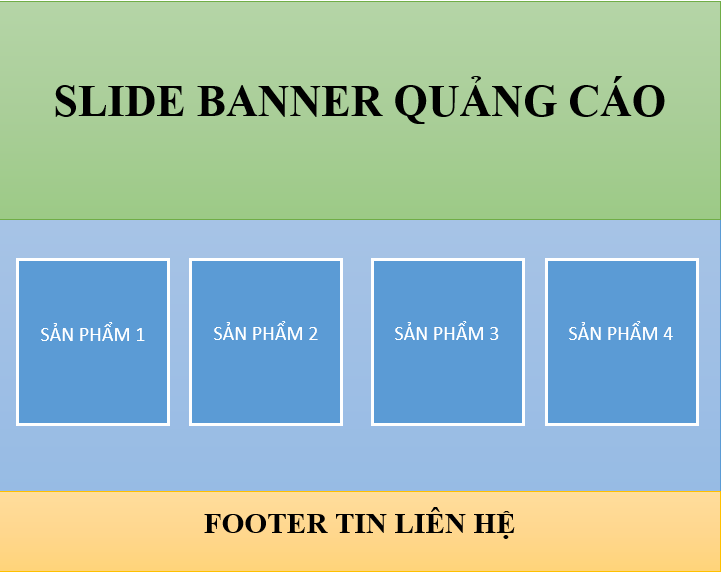 SLIDE BANNER QUẢNG CÁO
SẢN PHẨM 1
SẢN PHẨM 2
SẢN PHẨM 3
SẢN PHẨM 4
FOOTER TIN LIÊN HỆ